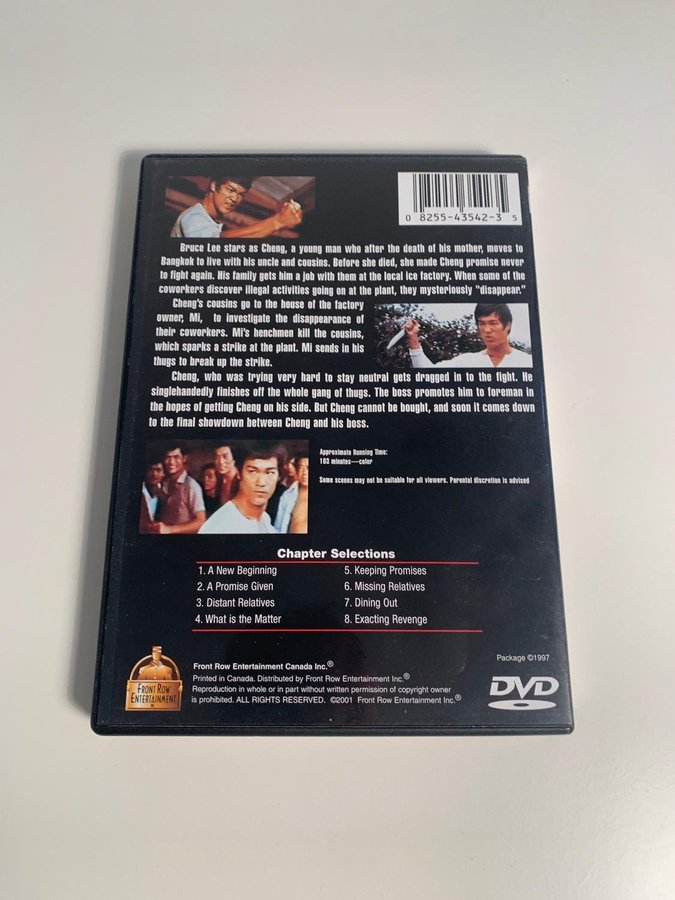 0 82554 3542-3 5
Bruce Lee stars as Cheng, a young man who after the death of his mother, moves to
Bangkok to live with his uncle and cousins. Before she died, she made Cheng promise never
to fight again. His family gets him a job with them at the local ice factory. When some of the
coworkers discover illegal activities going on at the plant, they mysteriously "disappear."
Cheng's cousins go to the house of the factory
owner, Mi, to investigate the disappearance of
their coworkers. Mi's henchmen kill the cousins,
which sparks a strike at the plant. Mi sends in his
thugs to break up the strike.
Cheng, who was trying very hard to stay neutral gets dragged in to the fight. He
singlehandedly finishes off the whole gang of thugs. The boss promotes him to foreman in
the hopes of getting Cheng on his side. But Cheng cannot be bought, and soon it comes down
to the final showdown between Cheng and his boss.
Approximate Running Time:
103 minutes—color
Some scenes may not be suitable for all viewers. Parental discretion is advised
Chapter Selections
1. A New Beginning
2. A Promise Given
3. Distant Relatives
4. What is the Matter
5. Keeping Promises
6. Missing Relatives
7. Dining Out
8. Exacting Revenge
FRONT ROW
ENTERTAINMENT
Front Row Entertainment Canada Inc.®
Printed in Canada. Distributed by Front Row Entertainment Inc.®
Reproduction in whole or in part without written permission of copyright owner
is prohibited. ALL RIGHTS RESERVED. ©2001 Front Row Entertainment Inc.®
Package ©1997
DVD